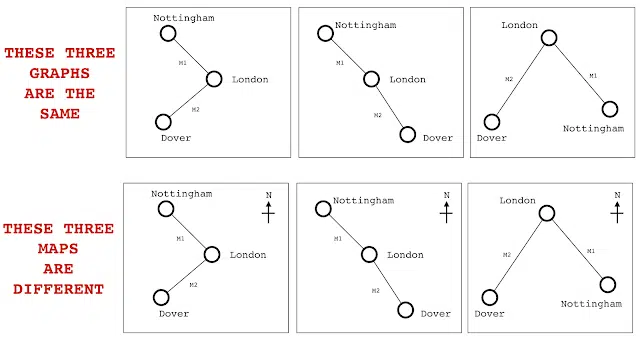 THESE THREE
GRAPHS
ARE THE
SAME
Nottingham
M1
London
M2
Dover
Nottingham
M1
London
M2
Dover
London
M2
M1
Dover
Nottingham
THESE THREE
MAPS
ARE
DIFFERENT
Nottingham
N
M1
London
M2
Dover
Nottingham
N
M1
London
M2
Dover
London
N
M2
M1
Dover
Nottingham